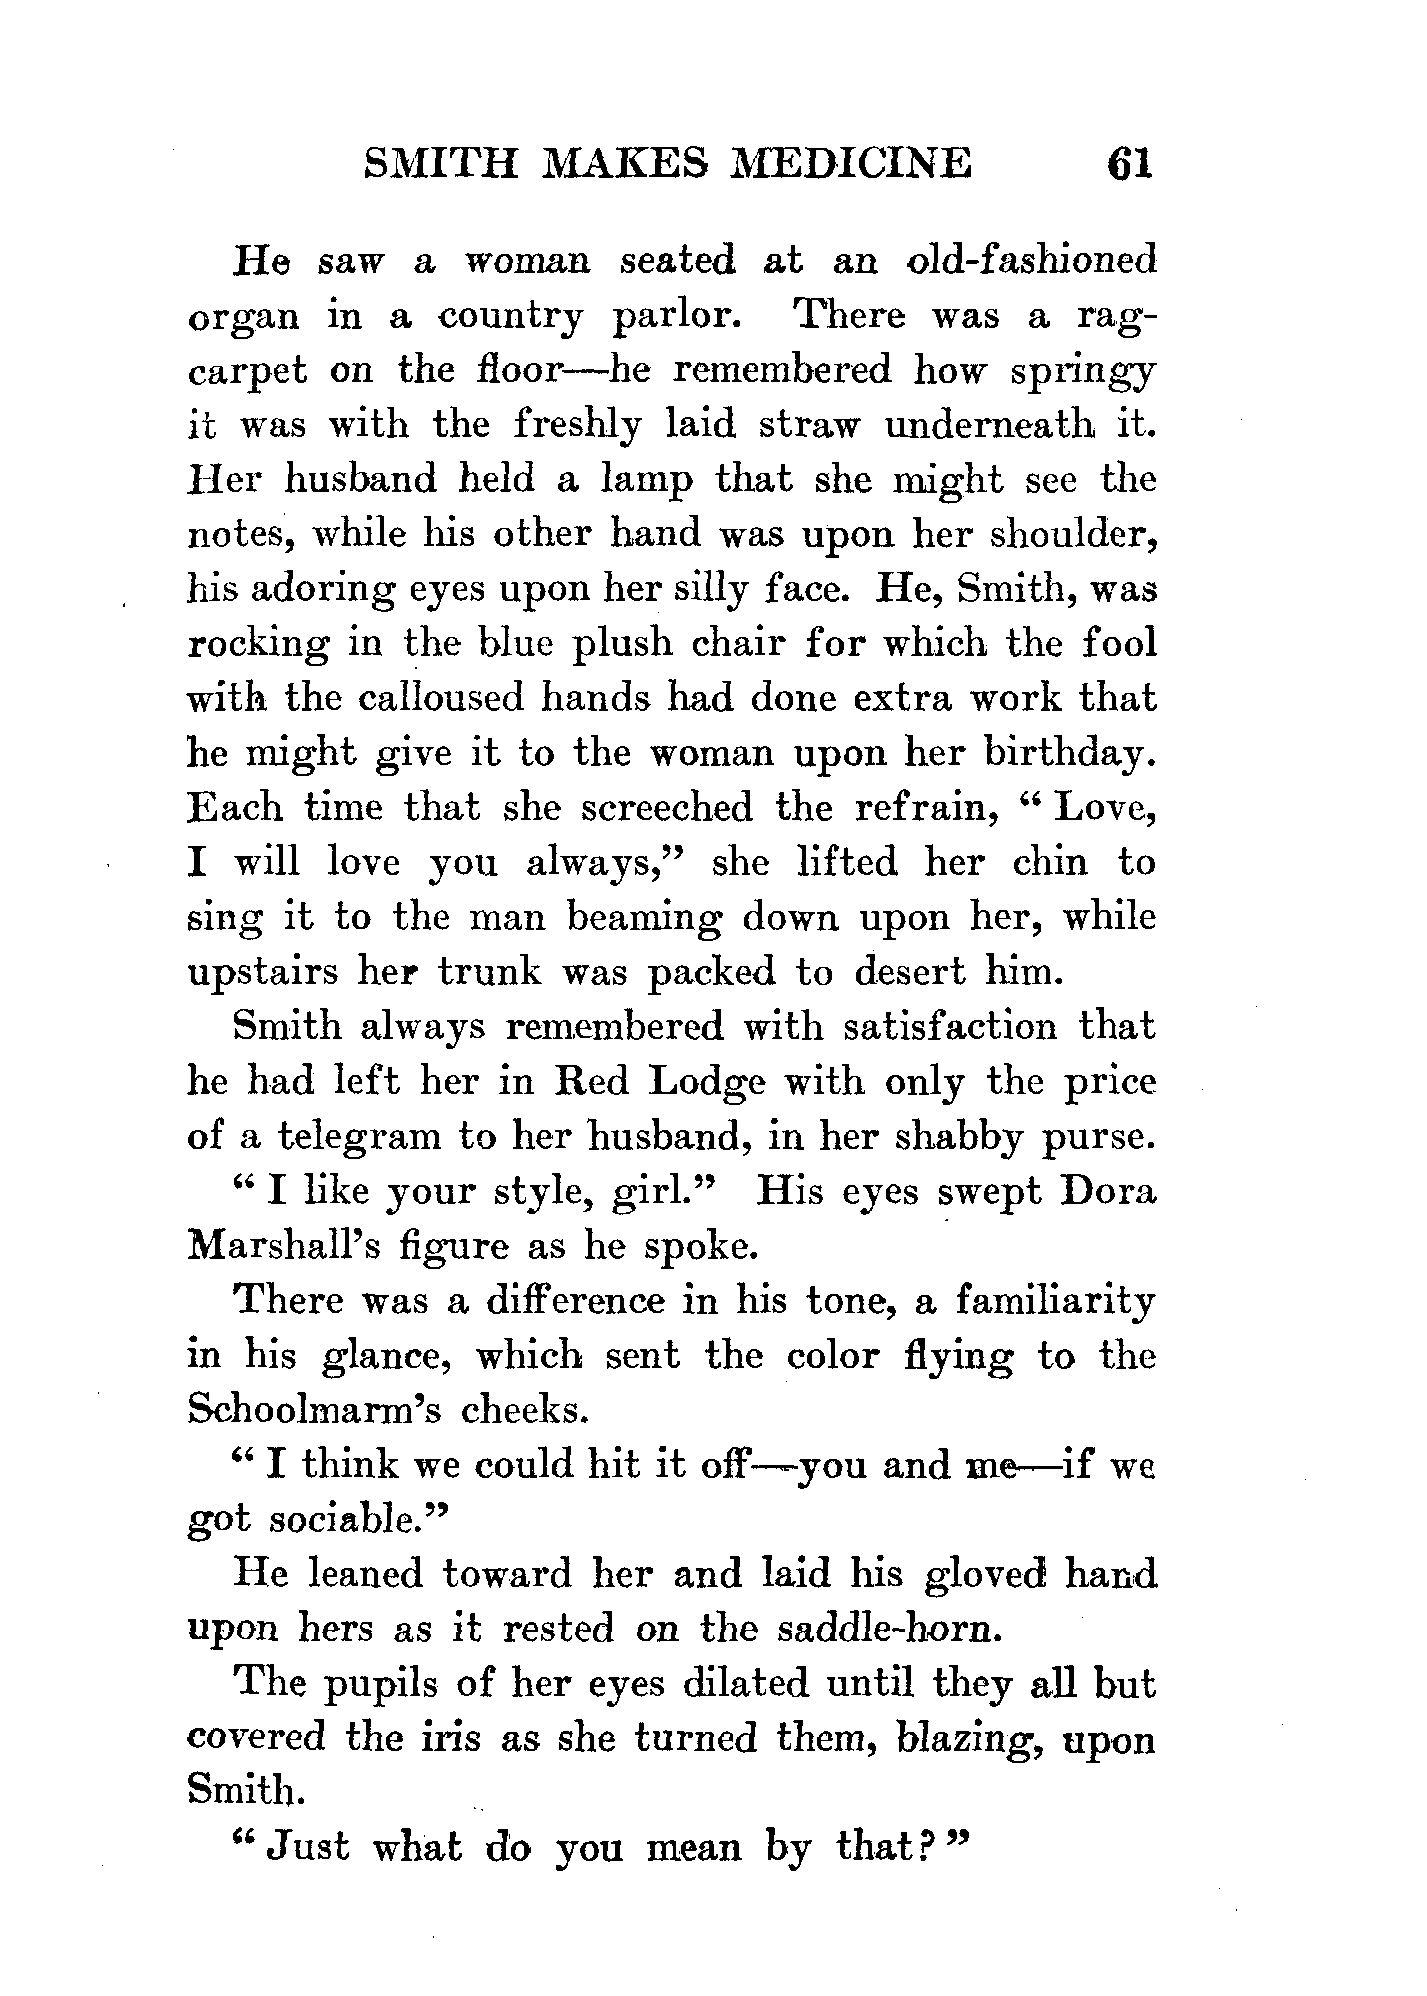 SMITH MAKES MEDICINE 61
He saw a woman seated at an old-fashioned
organ in a country parlor. There was a rag-
carpet on the floor—he remembered how springy
it was with the freshly laid straw underneath it.
Her husband held a lamp that she might see the
notes, while his other hand was upon her shoulder,
his adoring eyes upon her silly face. He, Smith, was
rocking in the blue plush chair for which the fool
with the calloused hands had done extra work that
he might give it to the woman upon her birthday.
Each time that she screeched the refrain, “ Love,
I will love you always,” she lifted her chin to
sing it to the man beaming down upon her, while
upstairs her trunk was packed to desert him.
Smith always remembered with satisfaction that
he had left her in Red Lodge with only the price
of a telegram to her husband, in her shabby purse.
“ I like your style, girl.” His eyes swept Dora
Marshall’s figure as he spoke.
There was a difference in his tone, a familiarity
in his glance, which sent the color flying to the
Schoolmarm’s cheeks.
“ I think we could hit it off—you and me—if we
got sociable.”
He leaned toward her and laid his gloved hand
upon hers as it rested on the saddle-horn.
The pupils of her eyes dilated until they all but
covered the iris as she turned them, blazing, upon
Smith.
“ Just what do you mean by that? ”